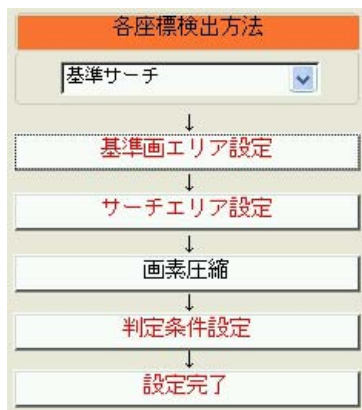 各座標検出方法
基準サーチ
↓
基準画エリア設定
↓
サーチエリア設定
↓
画素圧縮
↓
判定条件設定
↓
設定完了